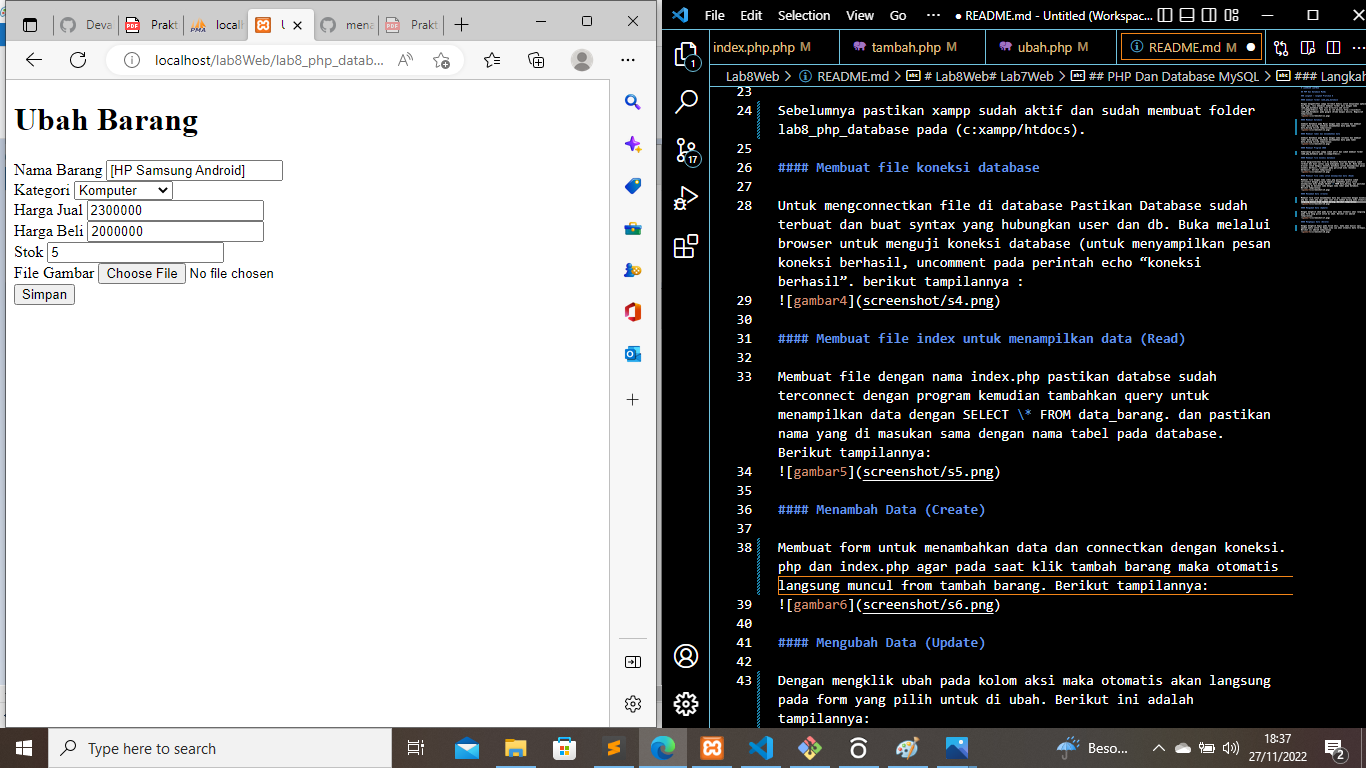 Deva
Prakt
local
U
mena
Prakt
localhost/lab8Web/lab8_php_datab...
Ubah Barang
Nama Barang [HP Samsung Android]
Kategori Komputer
Harga Jual 2300000
Harga Beli 2000000
Stok 5
File Gambar Choose File No file chosen
Simpan
File Edit Selection View Go ··· ● README.md - Untitled (Workspac...
index.php.php M
tambah.php M
ubah.php M
README.md M
Lab8Web > README.md > # Lab8Web# Lab7Web > ## PHP Dan Database MySQL > ### Langkah
1
17
23
24 Sebelumnya pastikan xampp sudah aktif dan sudah membuat folder
lab8_php_database pada (c:xampp/htdocs).
25
26 #### Membuat file koneksi database
27
28 Untuk mengconnectkan file di database Pastikan Database sudah
terbuat dan buat syntax yang hubungkan user dan db. Buka melalui
browser untuk menguji koneksi database (untuk menyampilkan pesan
koneksi berhasil, uncomment pada perintah echo “koneksi
berhasil”. berikut tampilannya :
29 ![gambar4](screenshot/s4.png)
30
31 #### Membuat file index untuk menampilkan data (Read)
32
33 Membuat file dengan nama index.php pastikan databse sudah
terconnect dengan program kemudian tambahkan query untuk
menampilkan data dengan SELECT \* FROM data_barang. dan pastikan
nama yang di masukan sama dengan nama tabel pada database.
Berikut tampilannya:
34 ![gambar5](screenshot/s5.png)
35
36 #### Menambah Data (Create)
37
38 Membuat form untuk menambahkan data dan connectkan dengan koneksi.
php dan index.php agar pada saat klik tambah barang maka otomatis
langsung muncul from tambah barang. Berikut tampilannya:
39 ![gambar6](screenshot/s6.png)
40
41 #### Mengubah Data (Update)
42
43 Dengan mengklik ubah pada kolom aksi maka otomatis akan langsung
pada form yang pilih untuk di ubah. Berikut ini adalah
tampilannya:
Type here to search
Beso...
18:37
27/11/2022
2